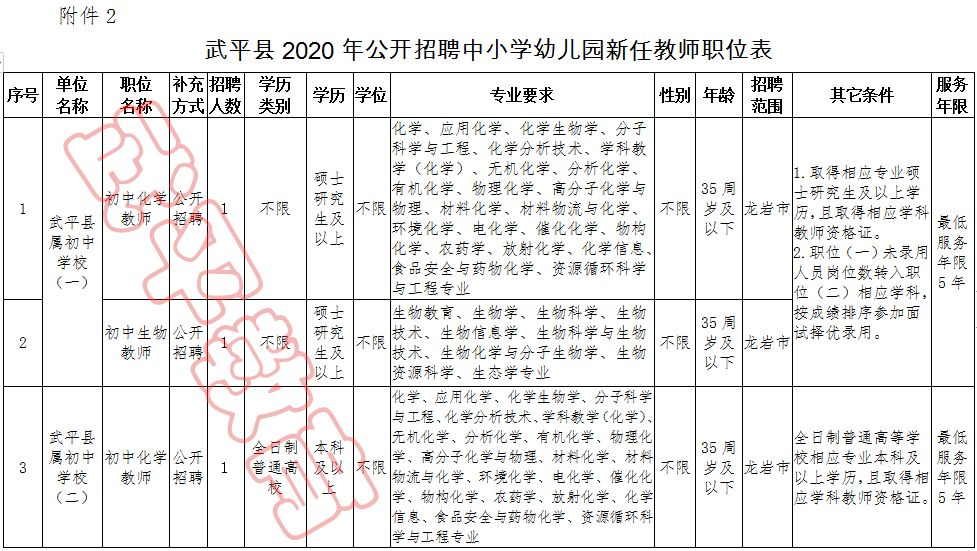 附件2
武平县2020年公开招聘中小学幼儿园新任教师职位表
序号 单位名称 职位名称 补充方式 招聘人数 学历类别 学历 学位 专业要求 性别 年龄 招聘范围 其它条件 服务年限
1
武平县
属初中
学校
（一）
初中化学
教师
公开
招聘
1
不限
硕士
研究
生及
以上
不限
化学、应用化学、化学生物学、分子
科学与工程、化学分析技术、学科教
学（化学）、无机化学、分析化学、
有机化学、物理化学、高分子化学与
物理、材料化学、材料物流与化学、
环境化学、电化学、催化化学、物构
化学、农药学、放射化学、化学信息、
食品安全与药物化学、资源循环科学
与工程专业
不限
35周
岁及
以下
龙岩市
1.取得相应专业硕
士研究生及以上学
历,且取得相应学科
教师资格证。
2.职位（一）未录用
人员岗位数转入职
位（二）相应学科,
按成绩排序参加面
试择优录用。
最低
服务
年限
5年
2
初中生物
教师
公开
招聘
1
不限
硕士
研究
生及
以上
不限
生物教育、生物学、生物科学、生物
技术、生物信息学、生物科学与生物
技术、生物化学与分子生物学、生物
资源科学、生态学专业
不限
35周
岁及
以下
龙岩市
3
武平县
属初中
学校
（二）
初中化学
教师
公开
招聘
1
全日制
普通高
校
本科
及以
上
不限
化学、应用化学、化学生物学、分子科学
与工程、化学分析技术、学科教学(化学)、
无机化学、分析化学、有机化学、物理化
学、高分子化学与物理、材料化学、材料
物流与化学、环境化学、电化学、催化化
学、物构化学、农药学、放射化学、化学
信息、食品安全与药物化学、资源循环科
学与工程专业
不限
35周
岁及
以下
龙岩市
全日制普通高等学
校相应专业本科及
以上学历,且取得相
应学科教师资格证。
最低
服务
年限
5年